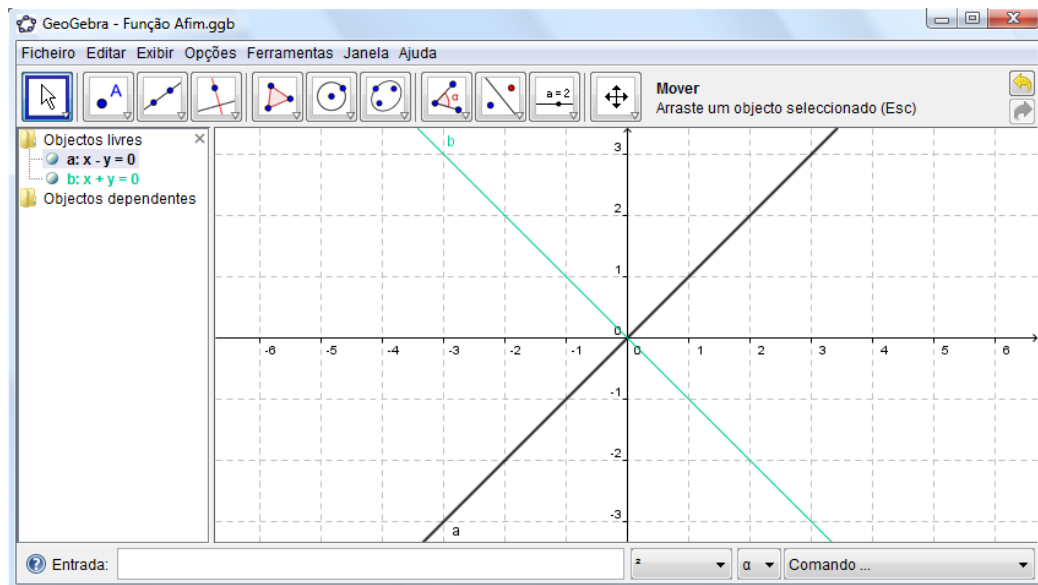 GeoGebra - Função Afim.ggb
Ficheiro Editar Exibir Opções Ferramentas Janela Ajuda
A
α
a = 2
Mover
Arraste um objecto seleccionado (Esc)
Objectos livres
a: x - y = 0
b: x + y = 0
Objectos dependentes
b
3
2
1
0
-6 -5 -4 -3 -2 -1 0 1 2 3 4 5 6
-1
-2
-3
a
Entrada:
²
α
Comando ...